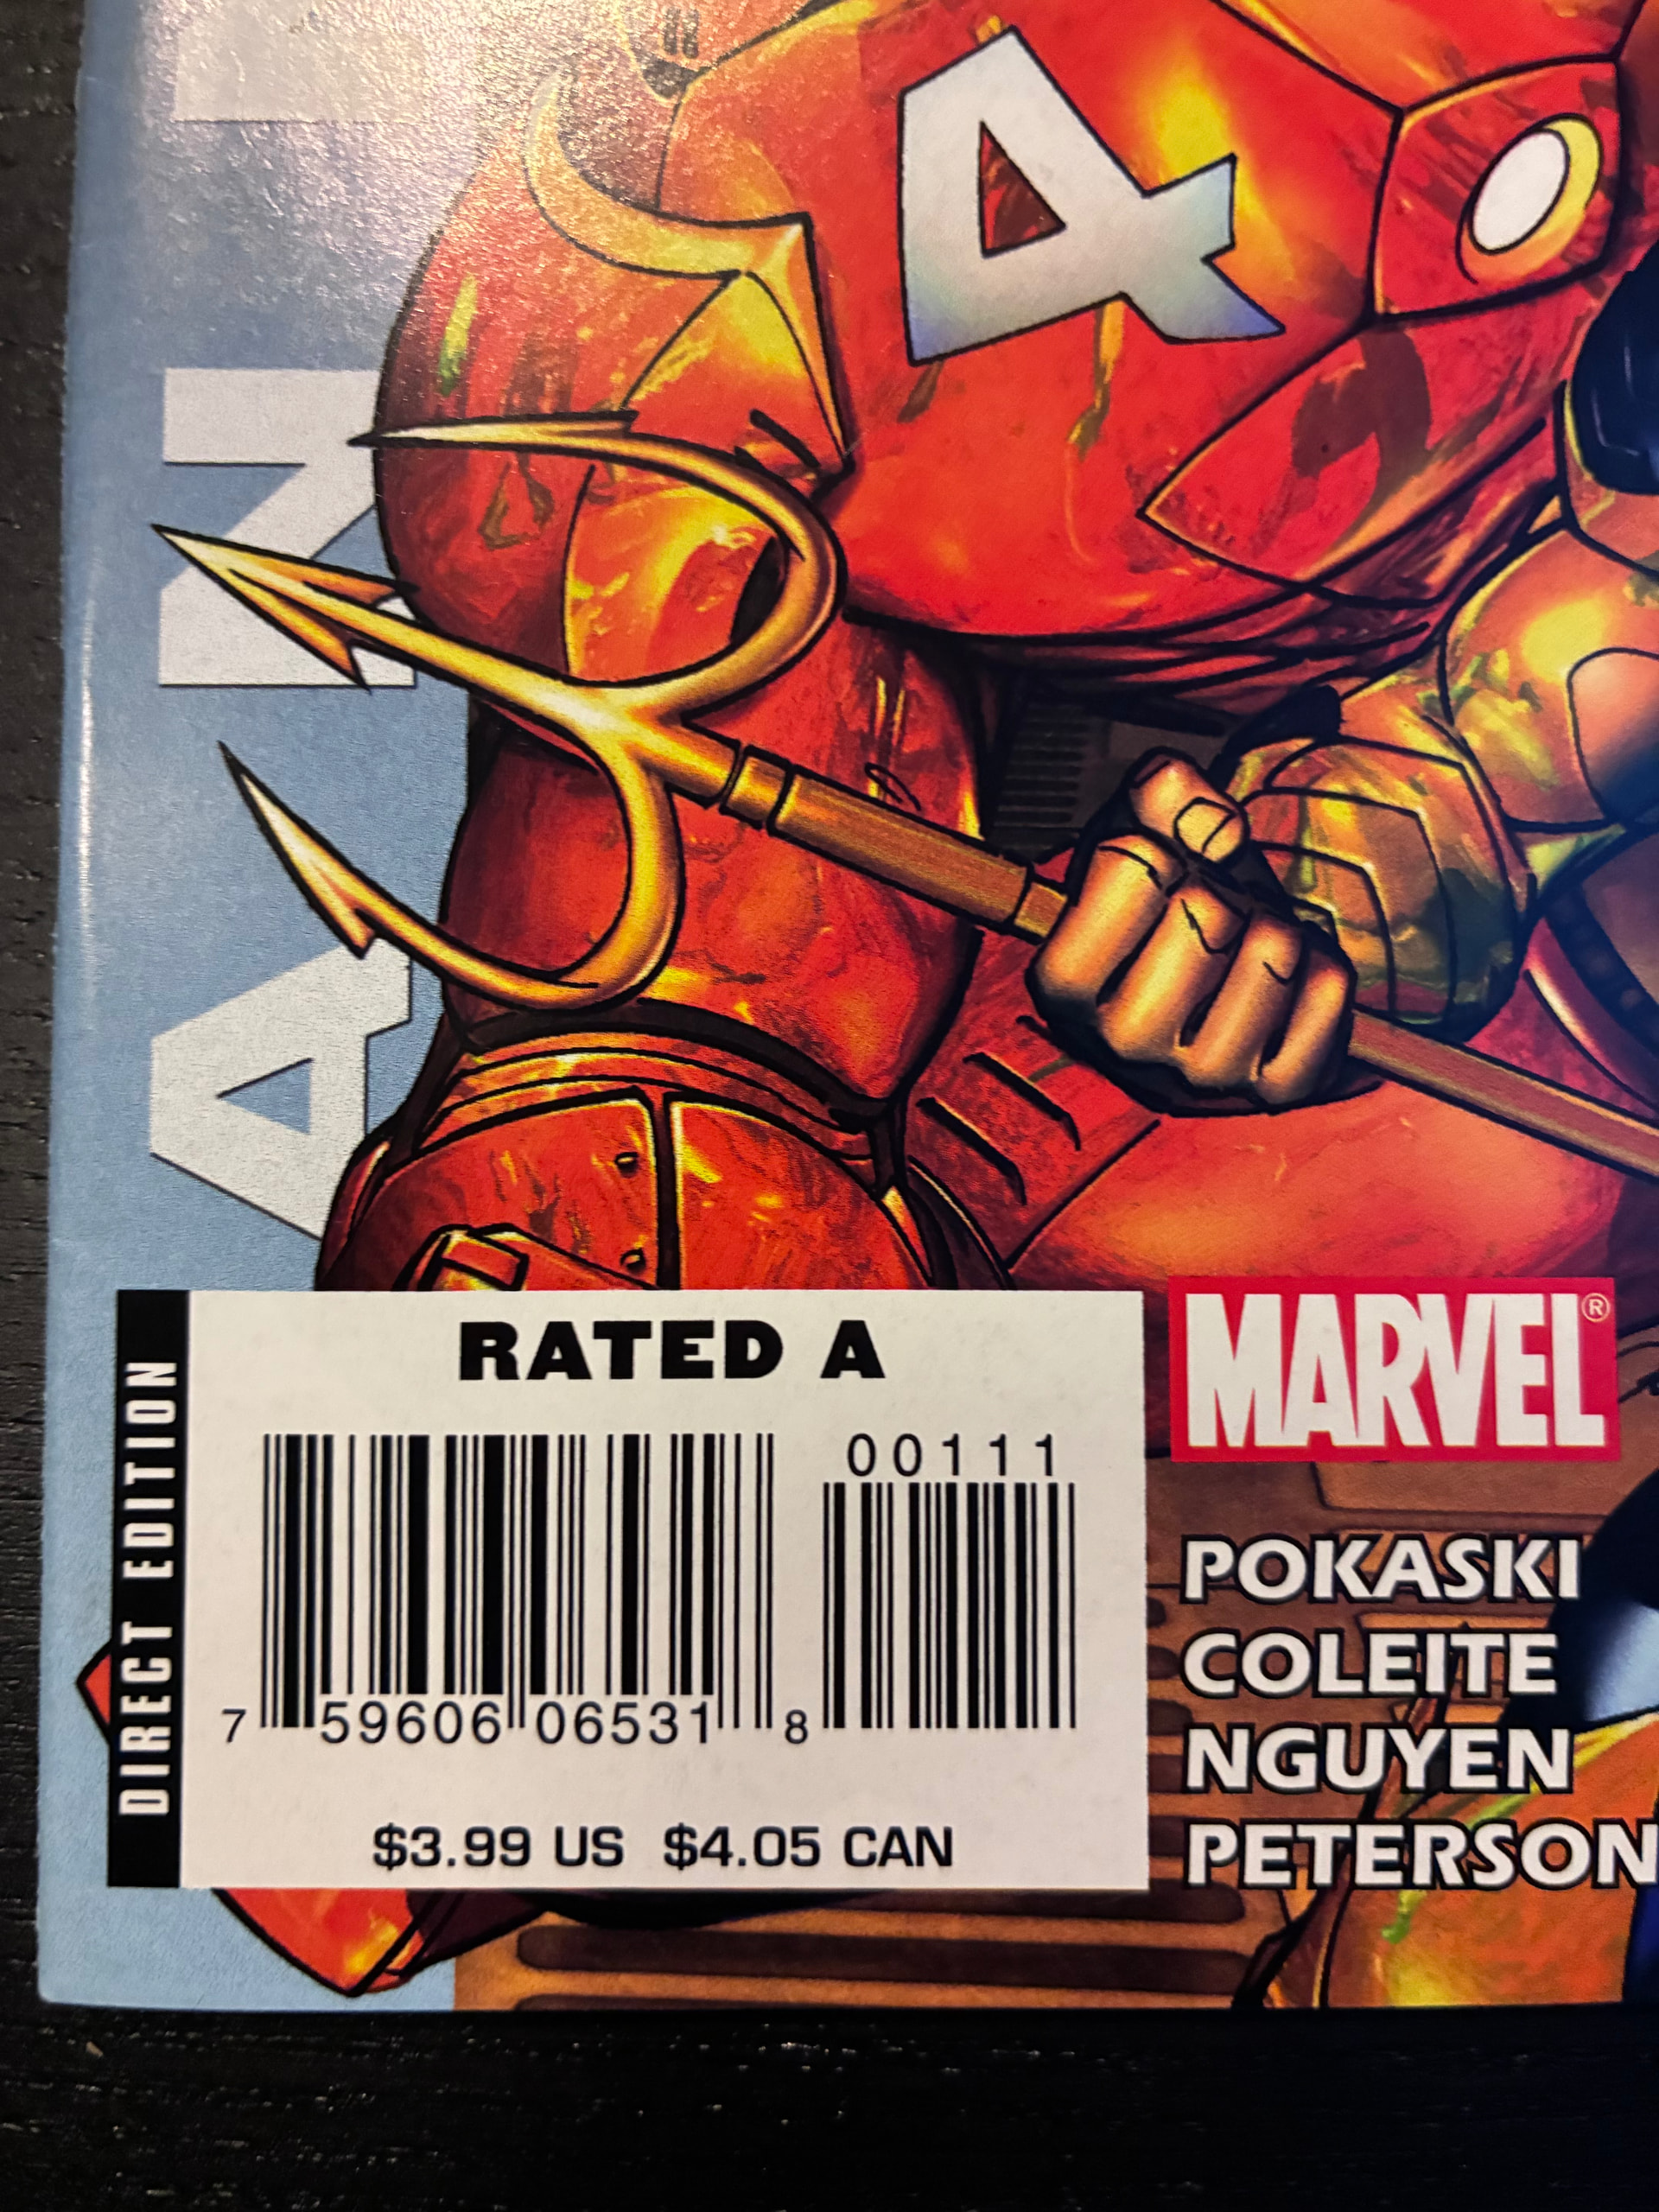 AN
4
RATED A
DIRECT EDITION
00111
7 59606 06531 8
$3.99 US $4.05 CAN
MARVEL®
POKASKI
COLEITE
NGUYEN
PETERSON